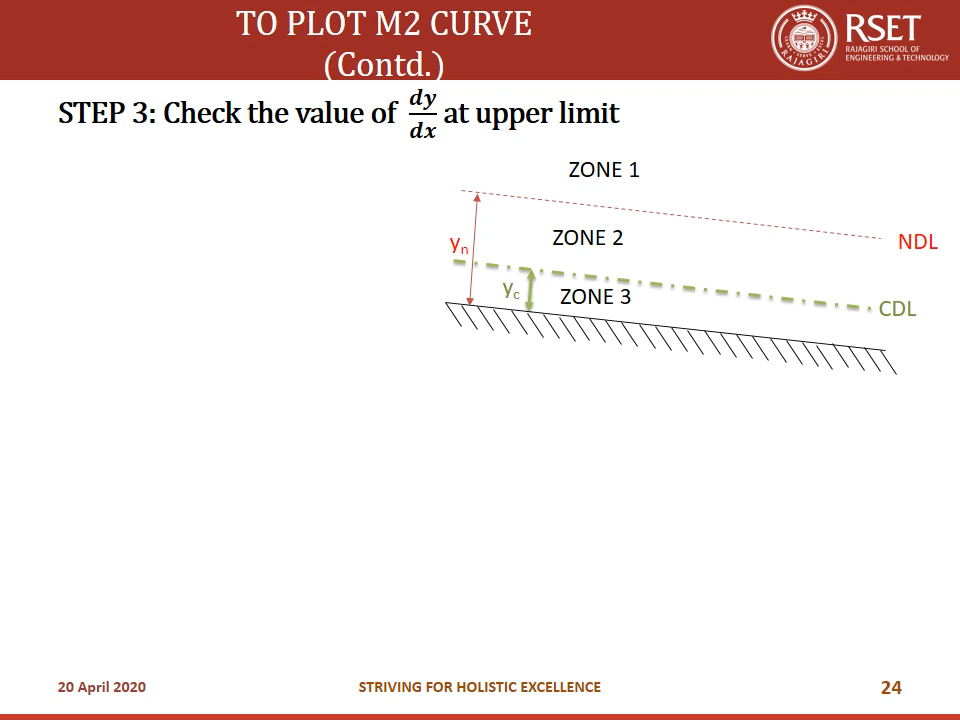 TO PLOT M2 CURVE
(Contd.)
RSET
RAJAGIRI SCHOOL OF
ENGINEERING & TECHNOLOGY
RAJAGIRI
STEP 3: Check the value of dy/dx at upper limit
ZONE 1
ZONE 2
NDL
yn
yc
ZONE 3
CDL
20 April 2020
STRIVING FOR HOLISTIC EXCELLENCE
24